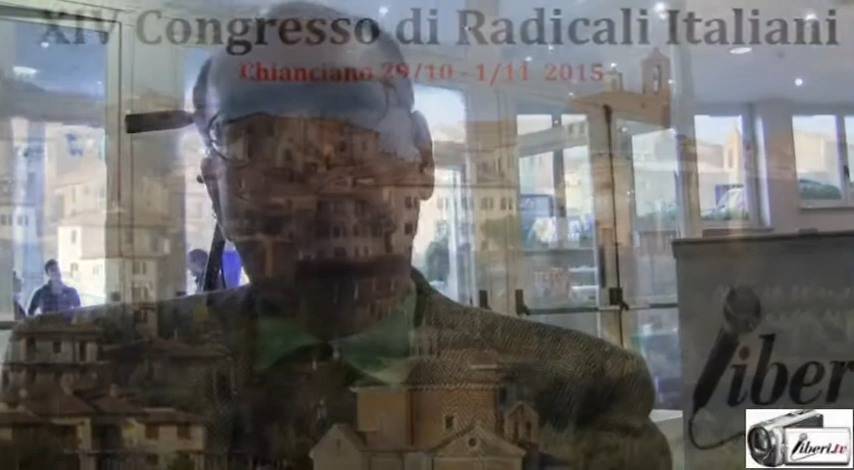 XIV Congresso di Radicali Italiani
Chianciano 29/10 - 1/11 2015
liberi
liberi.tv